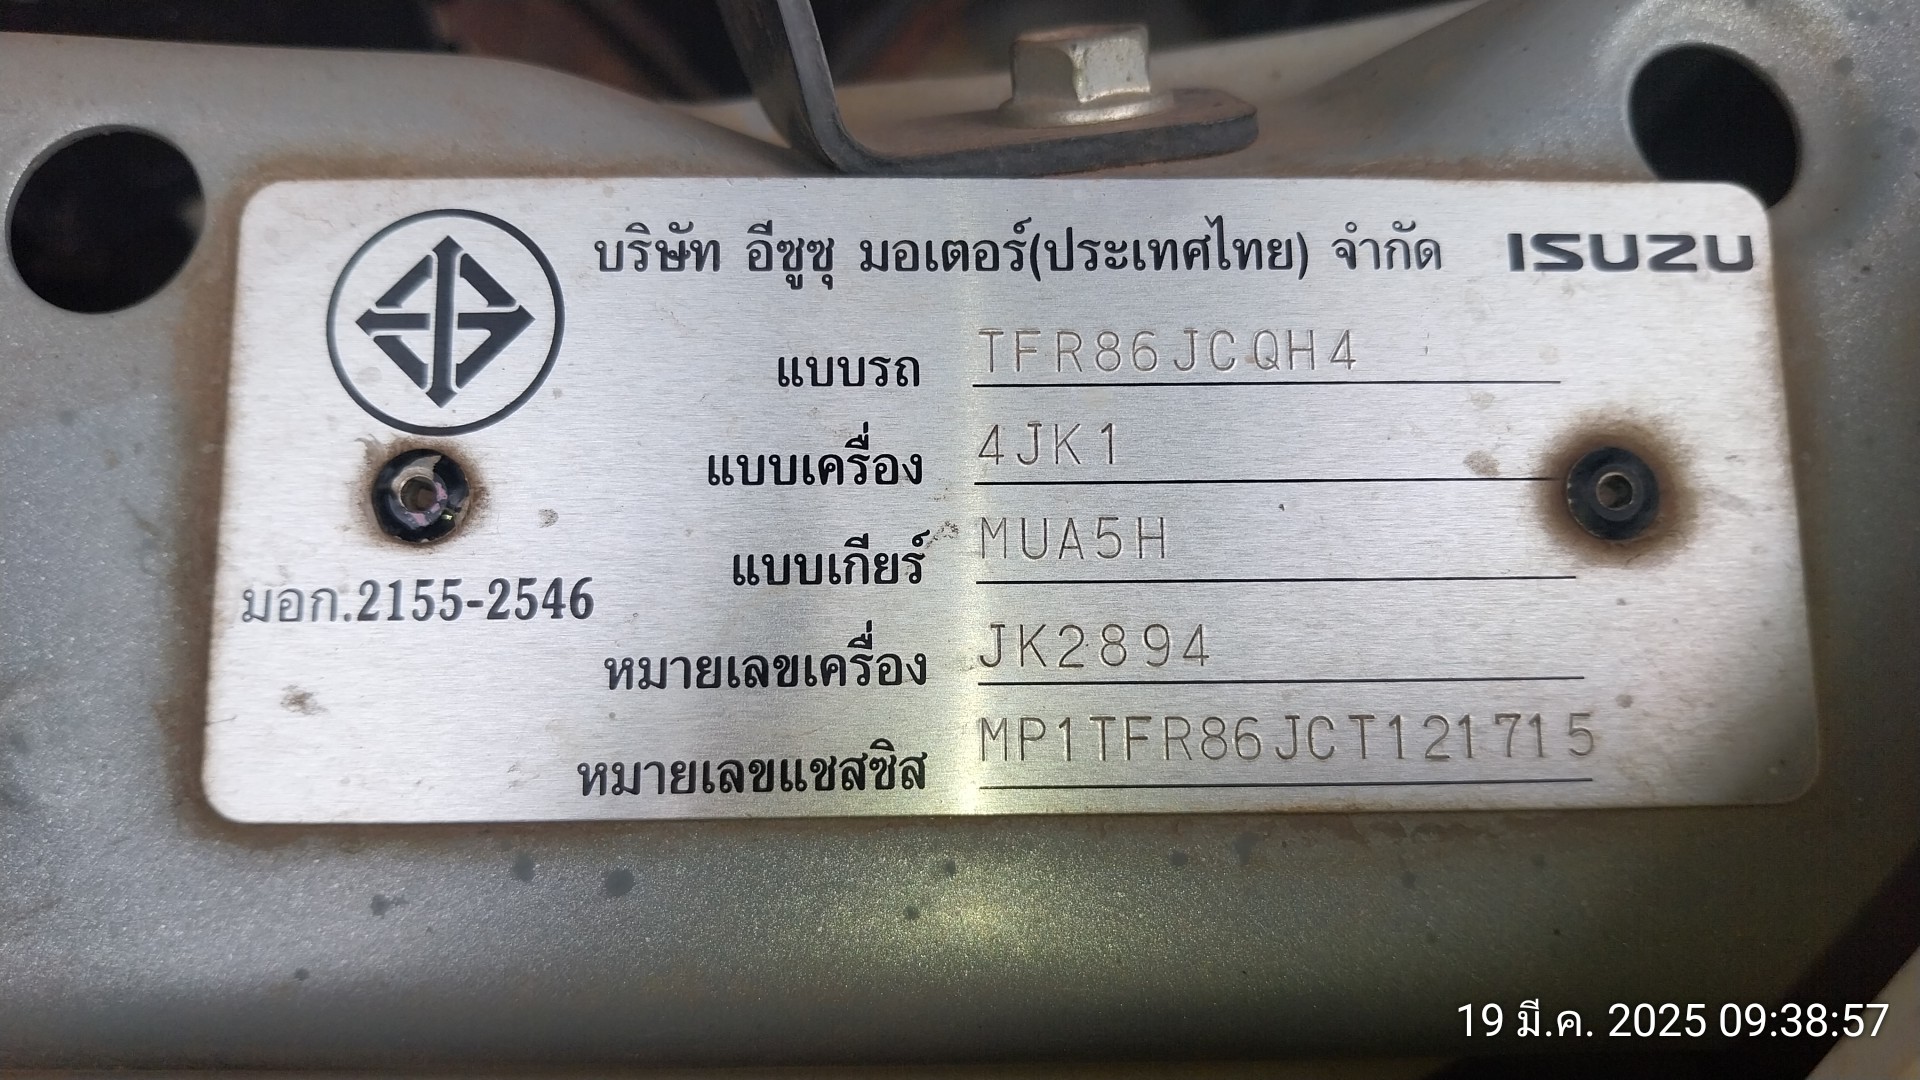 บริษัท อีซูซุ มอเตอร์(ประเทศไทย) จำกัด ISUZU
แบบรถ TFR86JCQH4
แบบเครื่อง 4JK1
แบบเกียร์ MUA5H
มอก.2155-2546
หมายเลขเครื่อง JK2894
หมายเลขแชสซิส MP1TFR86JCT121715
19 มี.ค. 2025 09:38:57